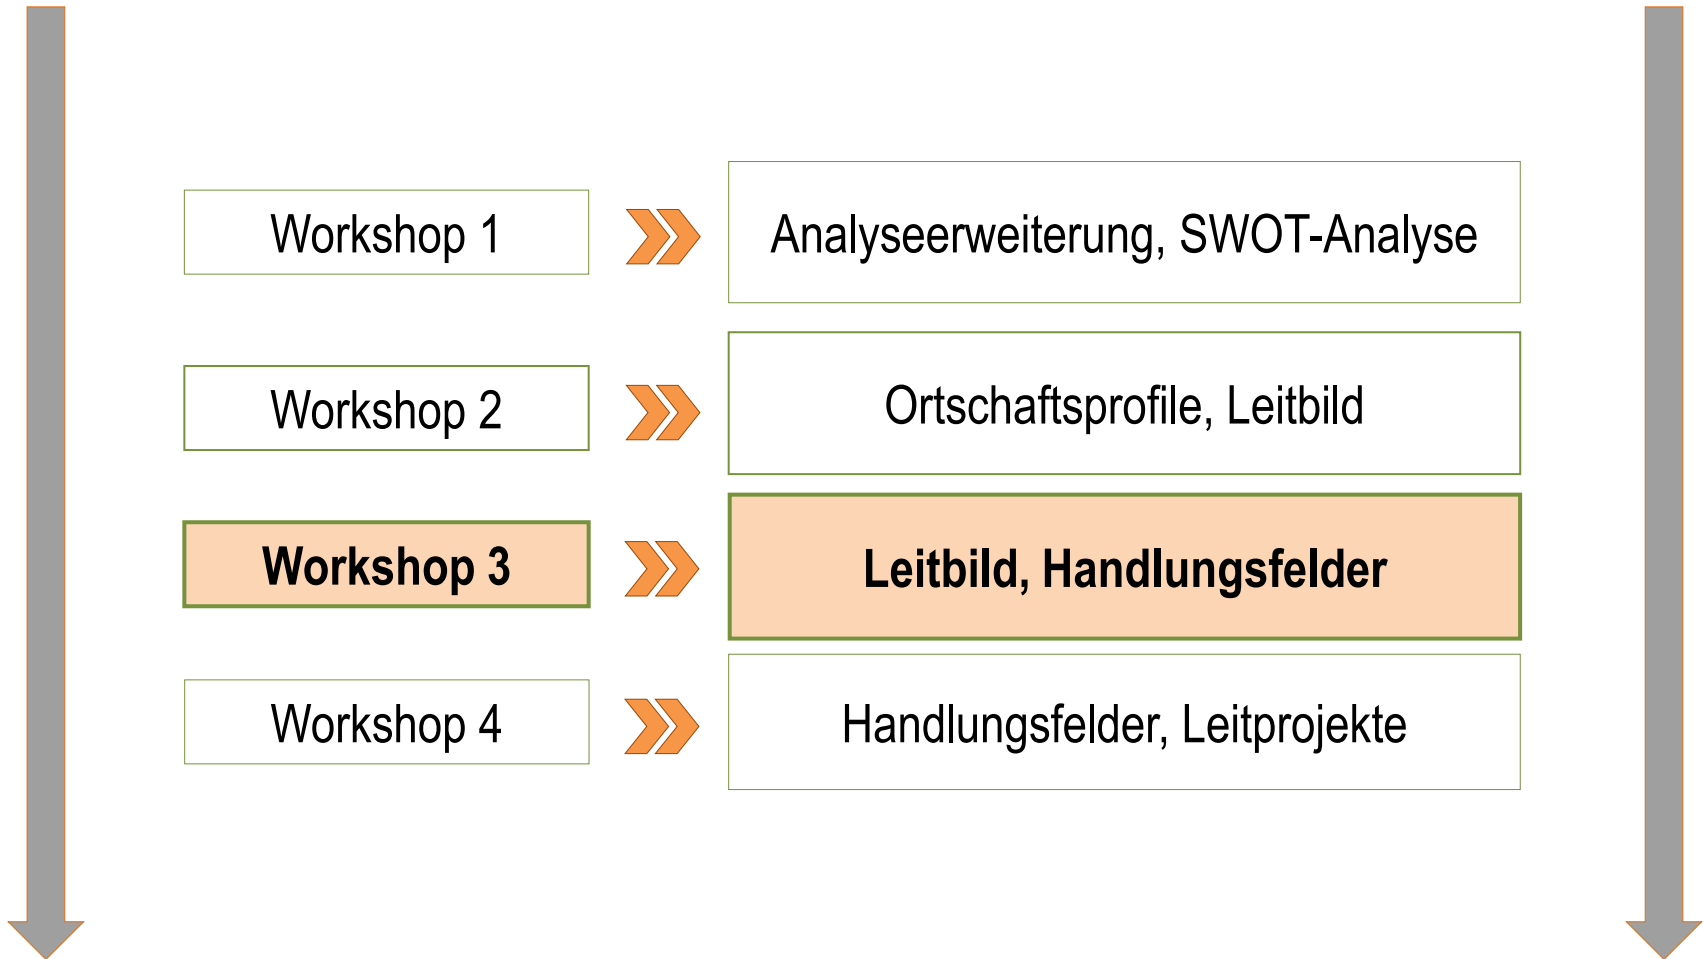 Workshop 1
Analyseerweiterung, SWOT-Analyse
Workshop 2
Ortschaftsprofile, Leitbild
Workshop 3
Leitbild, Handlungsfelder
Workshop 4
Handlungsfelder, Leitprojekte